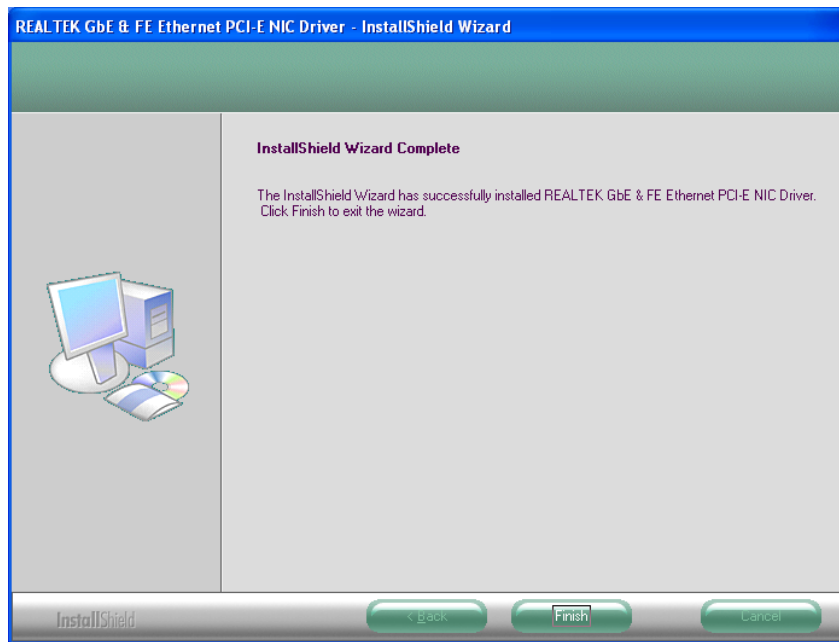 REALTEK GbE & FE Ethernet PCI-E NIC Driver - InstallShield Wizard
InstallShield Wizard Complete
The InstallShield Wizard has successfully installed REALTEK GbE & FE Ethernet PCI-E NIC Driver.
Click Finish to exit the wizard.
InstallShield
< Back
Finish
Cancel